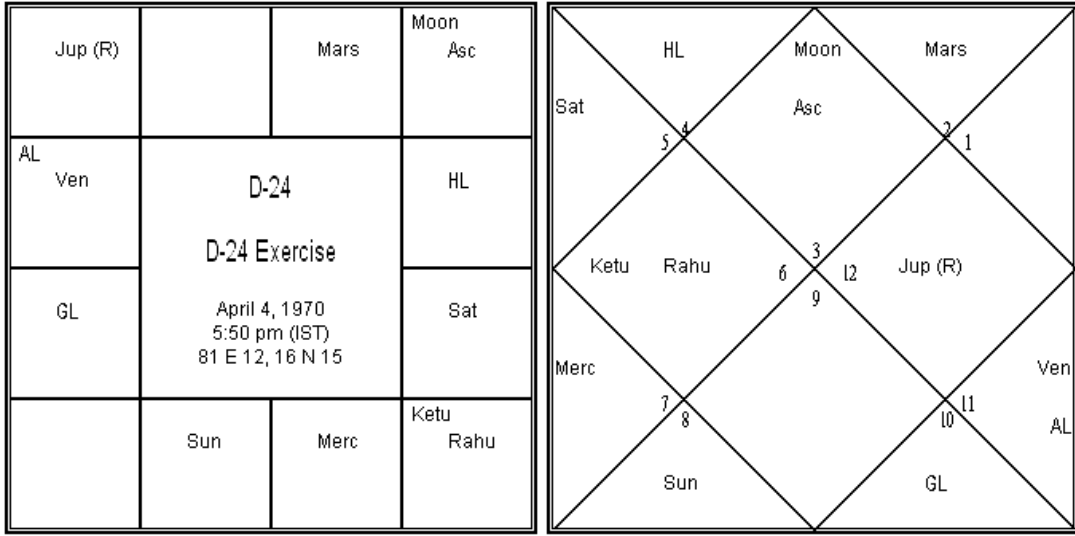 Jup (R)
Mars
Moon
Asc
AL
Ven
HL
GL
Sat
Sun
Merc
Ketu
Rahu
D-24
D-24 Exercise
April 4, 1970
5:50 pm (IST)
81 E 12, 16 N 15
HL
Moon
Mars
Sat
Asc
4
5
2
1
Ketu Rahu
3
6
12
9
Jup (R)
Merc
Ven
7
8
11
10
AL
Sun
GL